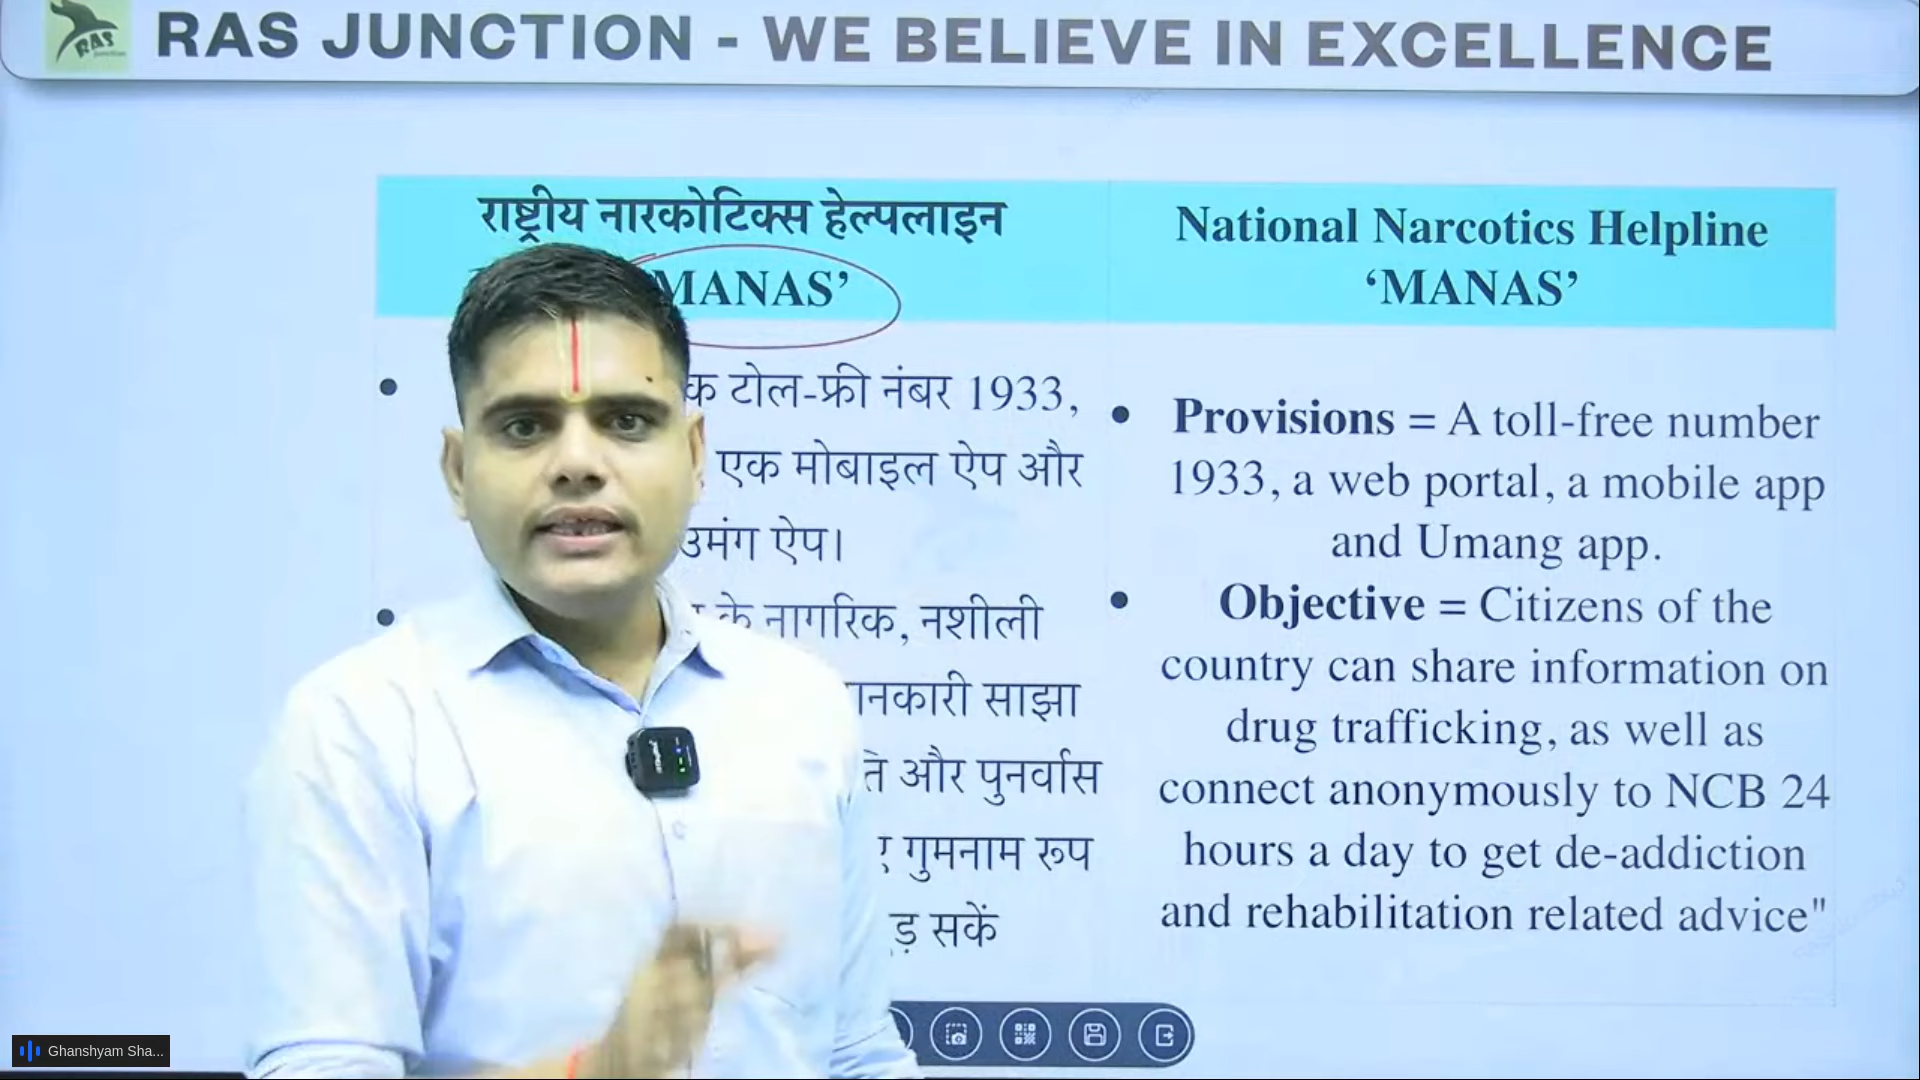 RAS JUNCTION - WE BELIEVE IN EXCELLENCE
RAS
राष्ट्रीय नारकोटिक्स हेल्पलाइन
MANAS’
टोल-फ्री नंबर 1933,
एक मोबाइल ऐप और
उमंग ऐप।
के नागरिक, नशीली
साझा
और पुनर्वास
गुमनाम रूप
सकें
National Narcotics Helpline
‘MANAS’
• Provisions = A toll-free number
1933, a web portal, a mobile app
and Umang app.
• Objective = Citizens of the
country can share information on
drug trafficking, as well as
connect anonymously to NCB 24
hours a day to get de-addiction
and rehabilitation related advice"
Ghanshyam Sha...